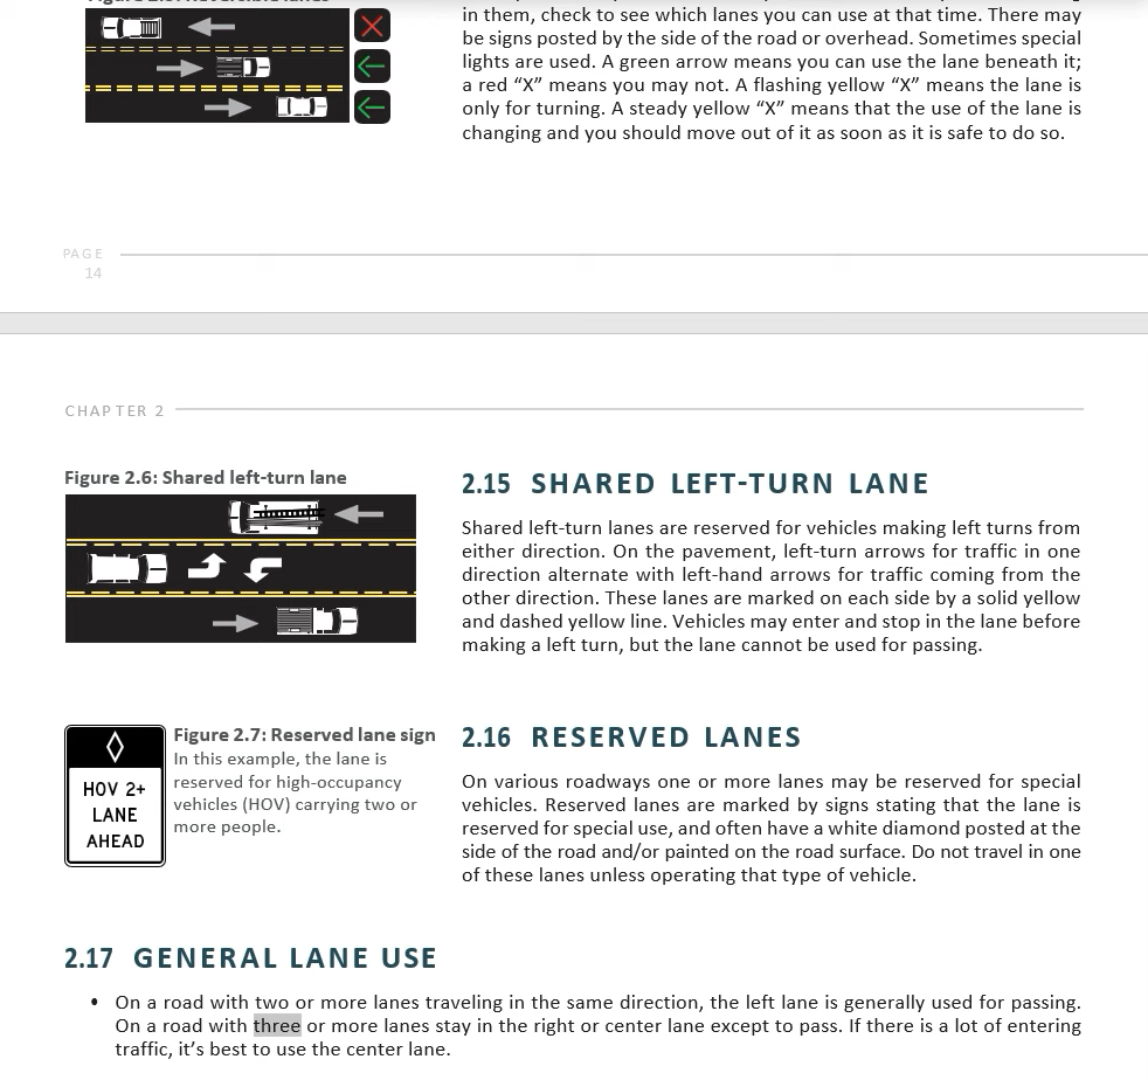 in them, check to see which lanes you can use at that time. There may
be signs posted by the side of the road or overhead. Sometimes special
lights are used. A green arrow means you can use the lane beneath it;
a red “X” means you may not. A flashing yellow “X” means the lane is
only for turning. A steady yellow “X” means that the use of the lane is
changing and you should move out of it as soon as it is safe to do so.
PAGE
14
CHAPTER 2
Figure 2.6: Shared left-turn lane
2.15 SHARED LEFT-TURN LANE
Shared left-turn lanes are reserved for vehicles making left turns from
either direction. On the pavement, left-turn arrows for traffic in one
direction alternate with left-hand arrows for traffic coming from the
other direction. These lanes are marked on each side by a solid yellow
and dashed yellow line. Vehicles may enter and stop in the lane before
making a left turn, but the lane cannot be used for passing.
HOV 2+
LANE
AHEAD
Figure 2.7: Reserved lane sign
In this example, the lane is
reserved for high-occupancy
vehicles (HOV) carrying two or
more people.
2.16 RESERVED LANES
On various roadways one or more lanes may be reserved for special
vehicles. Reserved lanes are marked by signs stating that the lane is
reserved for special use, and often have a white diamond posted at the
side of the road and/or painted on the road surface. Do not travel in one
of these lanes unless operating that type of vehicle.
2.17 GENERAL LANE USE
• On a road with two or more lanes traveling in the same direction, the left lane is generally used for passing.
On a road with three or more lanes stay in the right or center lane except to pass. If there is a lot of entering
traffic, it’s best to use the center lane.